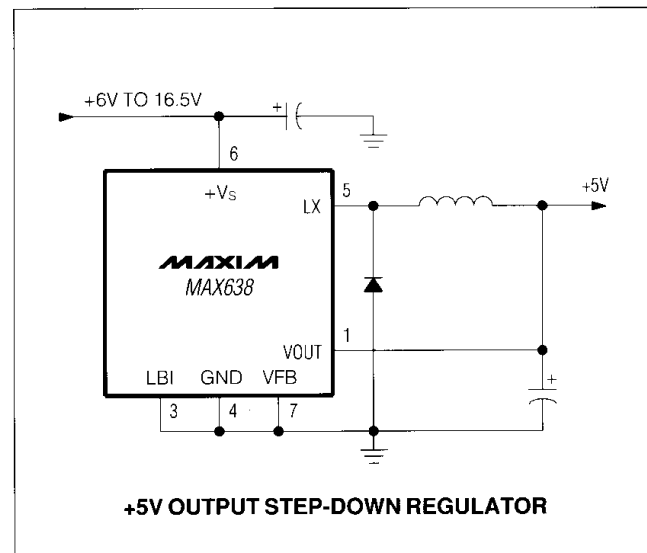 +6V TO 16.5V
+
6
+Vs
5
LX
+5V
MAXIM
MAX638
1
VOUT
+
LBI GND VFB
3 4 7
+5V OUTPUT STEP-DOWN REGULATOR